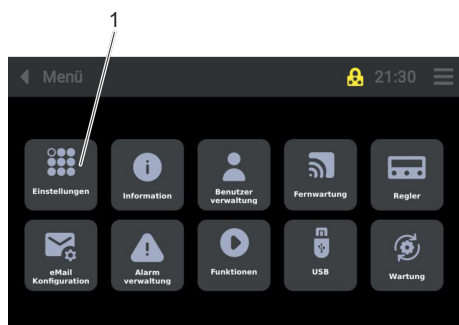 1
Menü 21:30
Einstellungen Information Benutzer verwaltung Fernwartung Regler
eMail Konfiguration Alarm verwaltung Funktionen USB Wartung